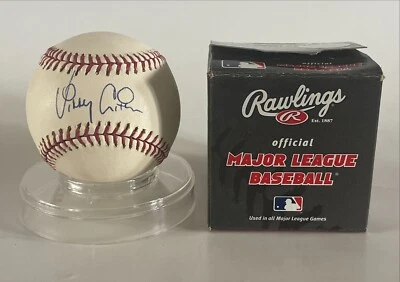 Rawlings
R
Est. 1887
official
MAJOR LEAGUE
BASEBALL®
Used in all Major League Games